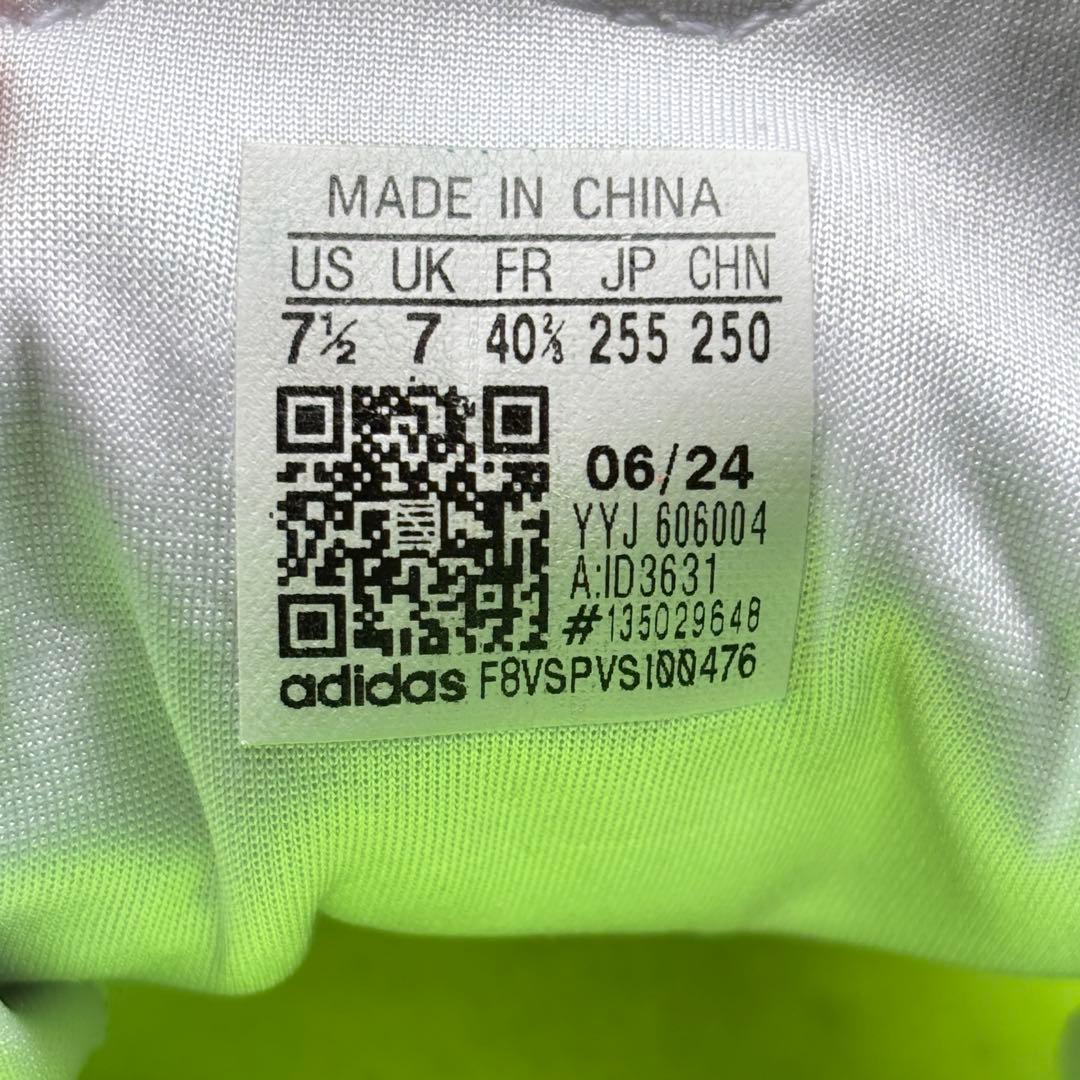 MADE IN CHINA
US UK FR JP CHN
7½ 7 40⅔ 255 250
06/24
YYJ 606004
A:ID3631
#135029648
adidas F8VSPVS100476